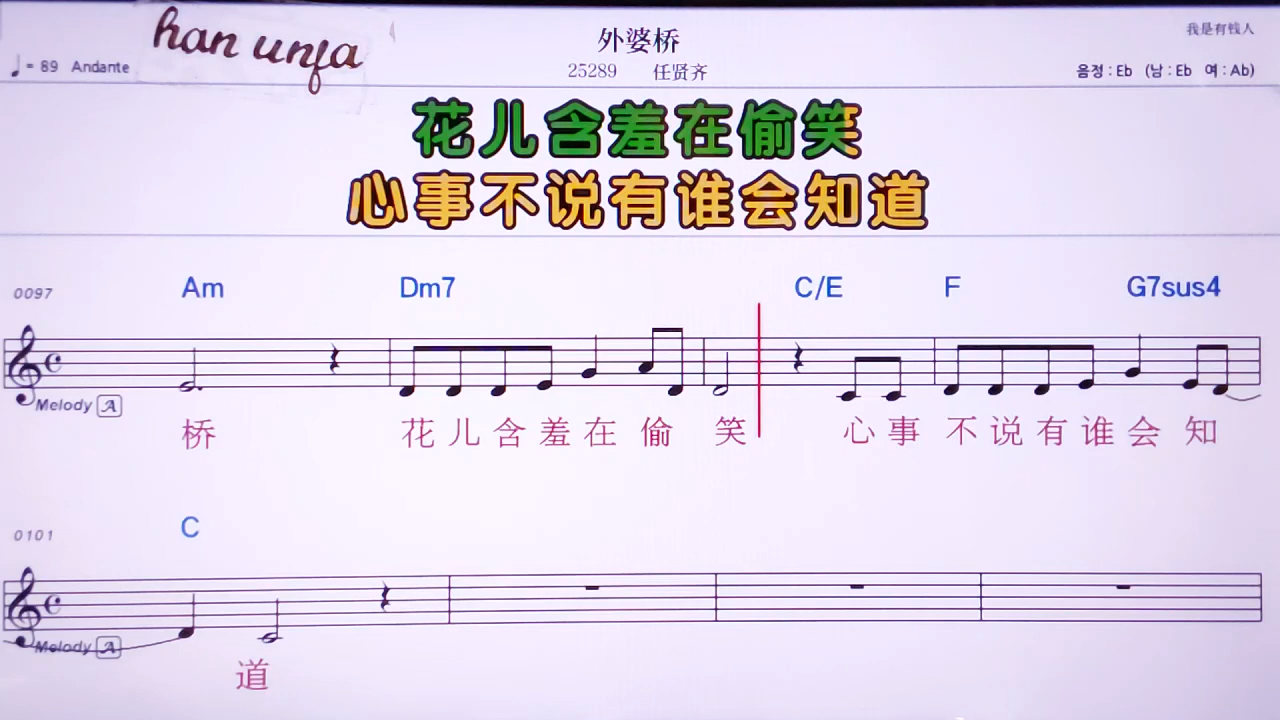 han unfa
外婆桥
我是有钱人
♩= 89 Andante
25289 任贤齐
음정 : Eb (남 : Eb 여 : Ab)
花儿含羞在偷笑
心事不说有谁会知道
0097 Am Dm7 C/E F G7sus4
Melody A
桥 花 儿 含 羞 在 偷 笑 心 事 不 说 有 谁 会 知
0101 C
Melody A
道